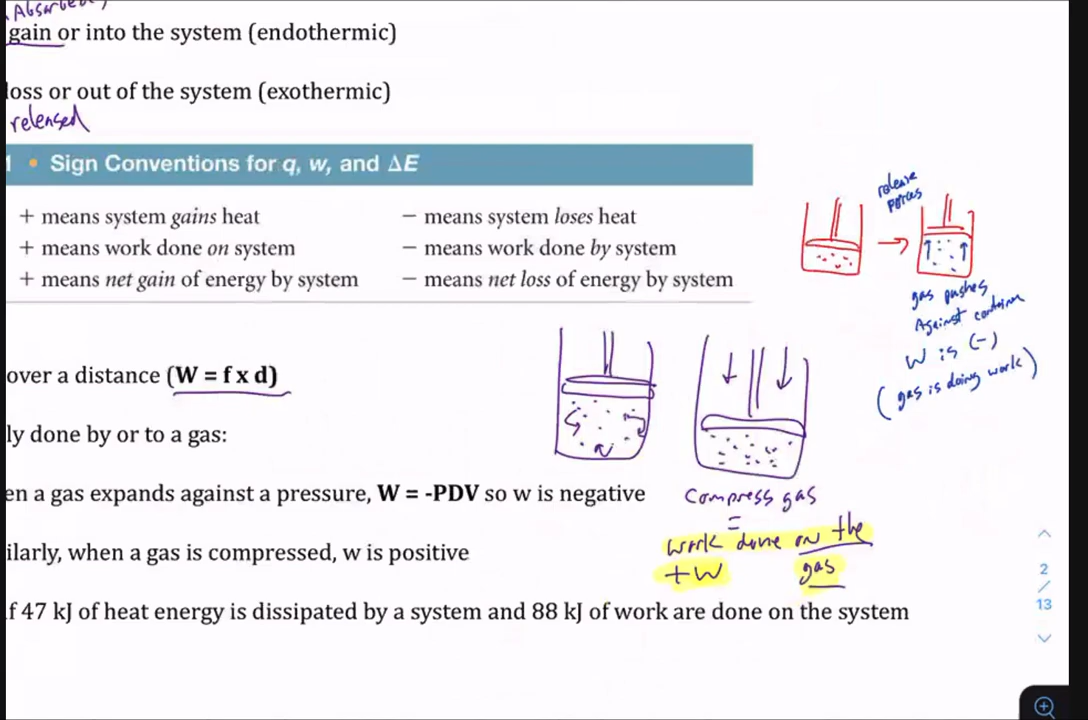 Absorbed
gain or into the system (endothermic)
loss or out of the system (exothermic)
released
1 • Sign Conventions for q, w, and ΔE
+ means system gains heat
− means system loses heat
+ means work done on system
− means work done by system
+ means net gain of energy by system
− means net loss of energy by system
release
gas pushes
Against container
W is (-)
(gas is doing work)
over a distance (W = f x d)
ly done by or to a gas:
en a gas expands against a pressure, W = -PDV so w is negative
compress gas
=
work done on the
+W gas
ilarly, when a gas is compressed, w is positive
f 47 kJ of heat energy is dissipated by a system and 88 kJ of work are done on the system
2
/
13